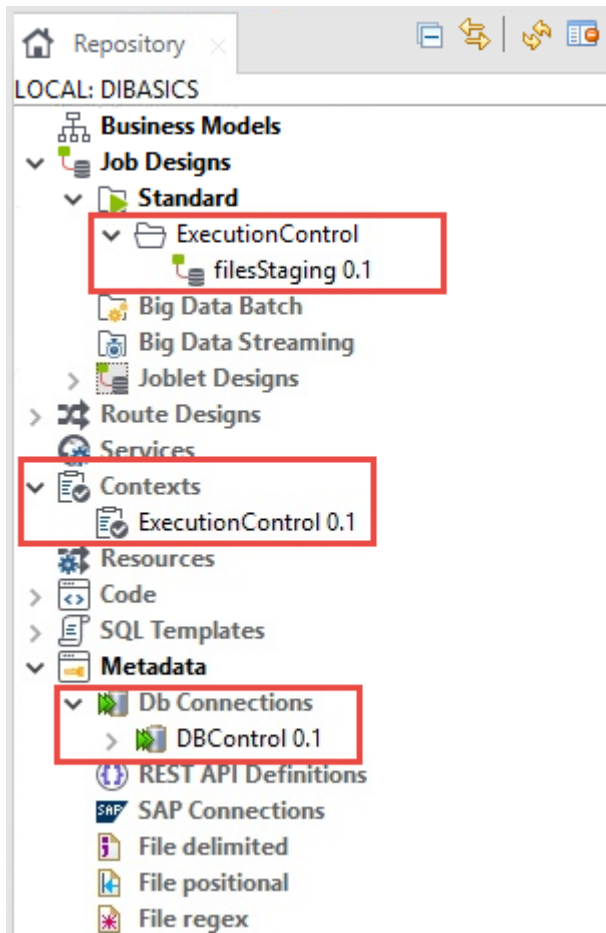 Repository
LOCAL: DIBASICS
Business Models
Job Designs
Standard
ExecutionControl
filesStaging 0.1
Big Data Batch
Big Data Streaming
Joblet Designs
Route Designs
Services
Contexts
ExecutionControl 0.1
Resources
Code
SQL Templates
Metadata
Db Connections
DBControl 0.1
REST API Definitions
SAP SAP Connections
File delimited
File positional
File regex